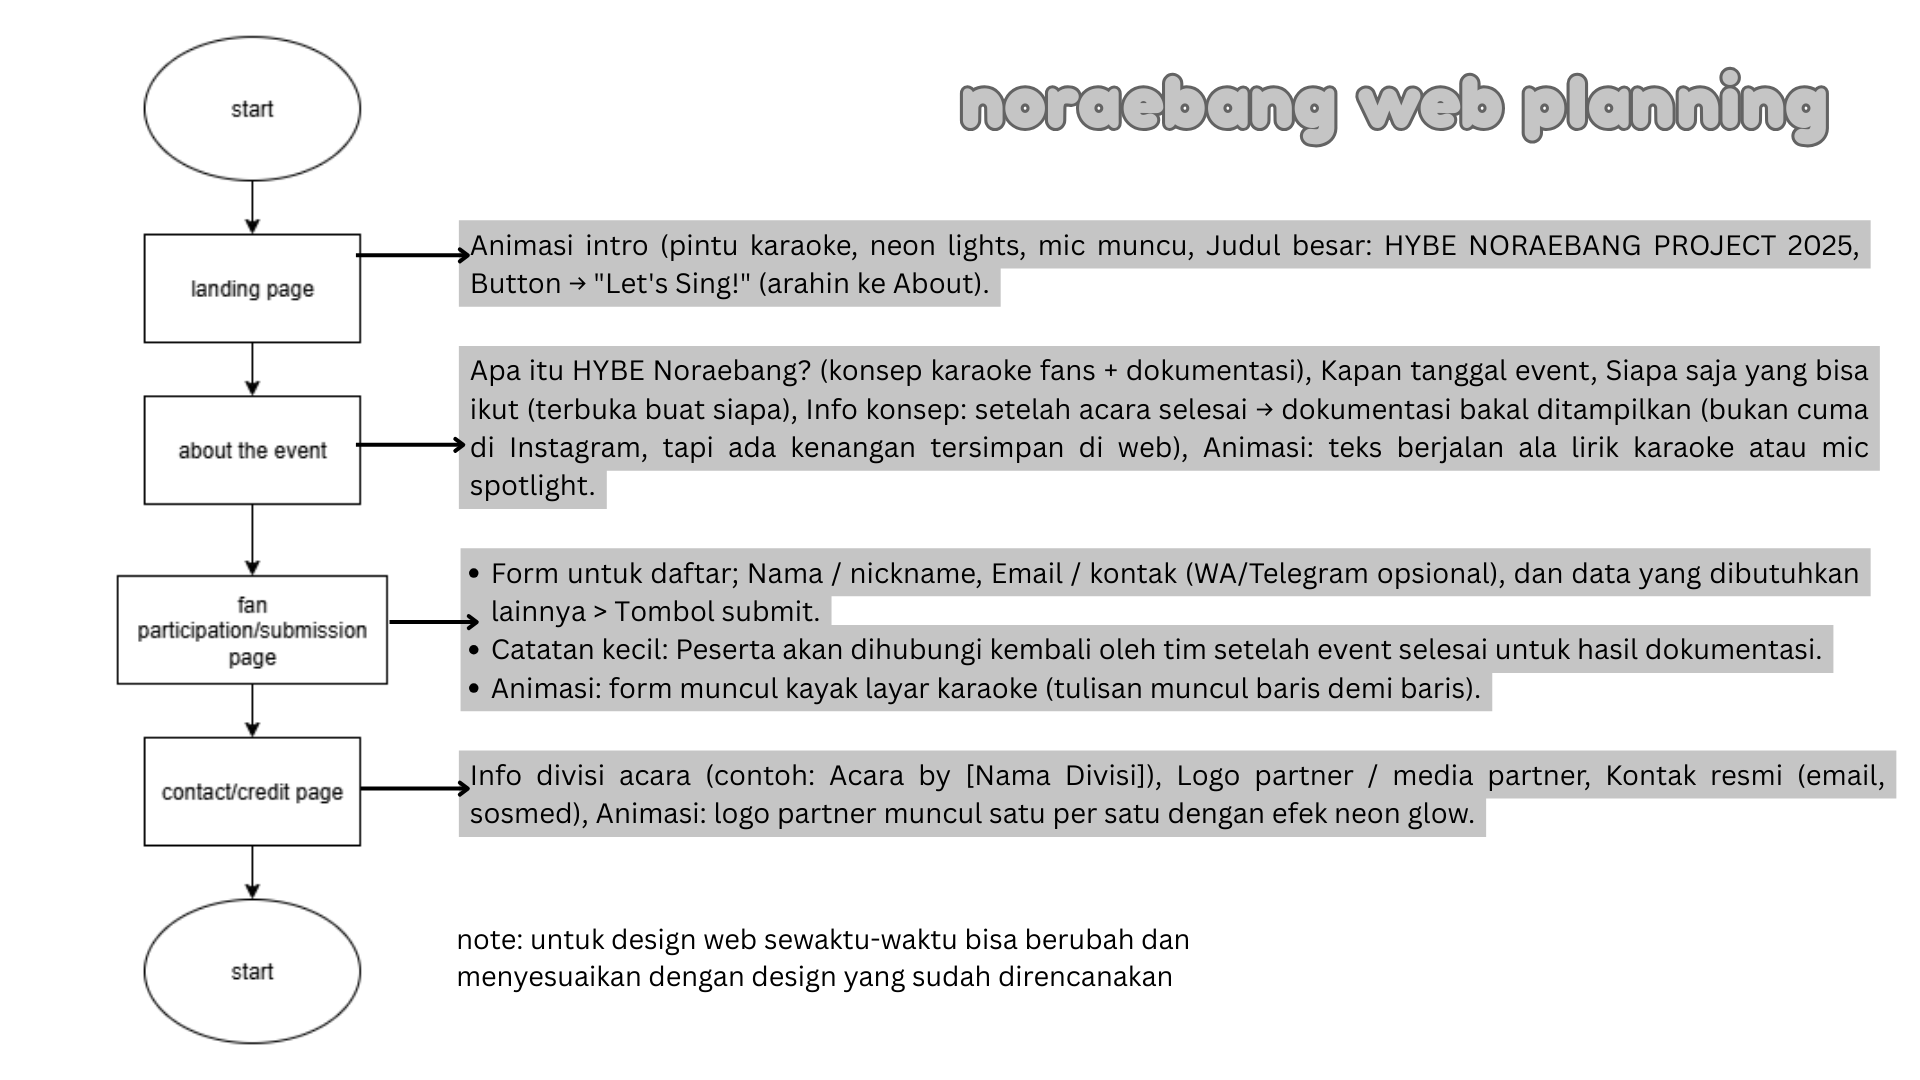 noraebang web planning
start
landing page
Animasi intro (pintu karaoke, neon lights, mic muncu, Judul besar: HYBE NORAEBANG PROJECT 2025,
Button → "Let's Sing!" (arahin ke About).
about the event
Apa itu HYBE Noraebang? (konsep karaoke fans + dokumentasi), Kapan tanggal event, Siapa saja yang bisa
ikut (terbuka buat siapa), Info konsep: setelah acara selesai → dokumentasi bakal ditampilkan (bukan cuma
di Instagram, tapi ada kenangan tersimpan di web), Animasi: teks berjalan ala lirik karaoke atau mic
spotlight.
fan
participation/submission
page
• Form untuk daftar; Nama / nickname, Email / kontak (WA/Telegram opsional), dan data yang dibutuhkan
lainnya > Tombol submit.
• Catatan kecil: Peserta akan dihubungi kembali oleh tim setelah event selesai untuk hasil dokumentasi.
• Animasi: form muncul kayak layar karaoke (tulisan muncul baris demi baris).
contact/credit page
Info divisi acara (contoh: Acara by [Nama Divisi]), Logo partner / media partner, Kontak resmi (email,
sosmed), Animasi: logo partner muncul satu per satu dengan efek neon glow.
start
note: untuk design web sewaktu-waktu bisa berubah dan
menyesuaikan dengan design yang sudah direncanakan